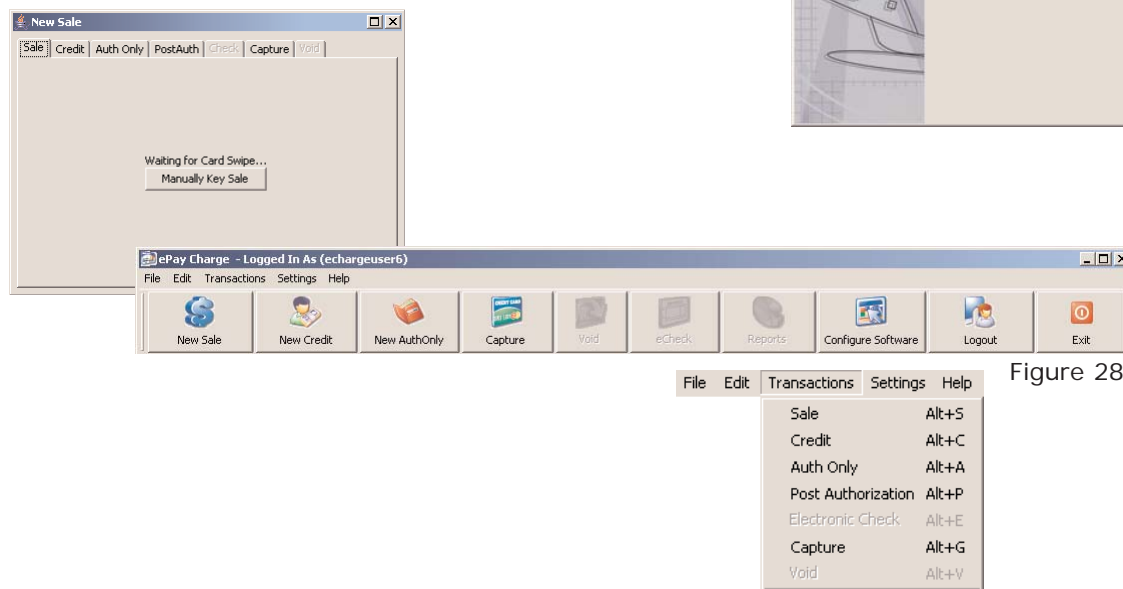 New Sale
Sale Credit Auth Only PostAuth Check Capture Void
Waiting for Card Swipe...
Manually Key Sale
ePay Charge - Logged In As (echargeuser6)
File Edit Transactions Settings Help
New Sale New Credit New AuthOnly Capture Void eCheck Reports Configure Software Logout Exit
Figure 28
File Edit Transactions Settings Help
Sale Alt+S
Credit Alt+C
Auth Only Alt+A
Post Authorization Alt+P
Electronic Check Alt+E
Capture Alt+G
Void Alt+V